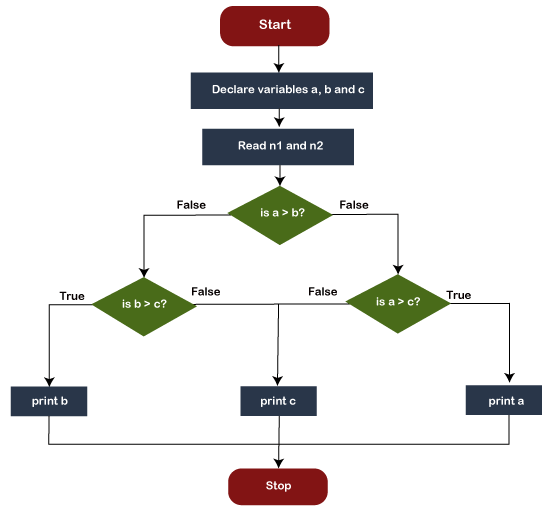 Start
Declare variables a, b and c
Read n1 and n2
is a > b?
False
False
is b > c?
is a > c?
True
False
False
True
print b
print c
print a
Stop